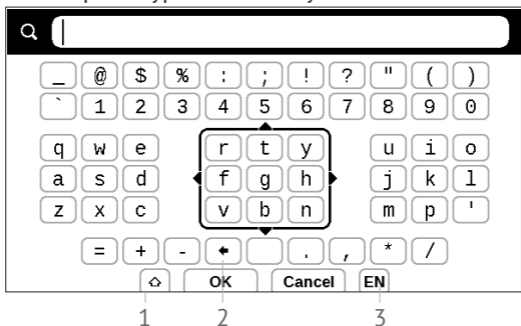 _ @ $ % : ; ! ? " ( )
` 1 2 3 4 5 6 7 8 9 0
q w e r t y u i o
a s d f g h j k l
z x c v b n m p '
= + - . , * /
OK Cancel EN
1 2 3